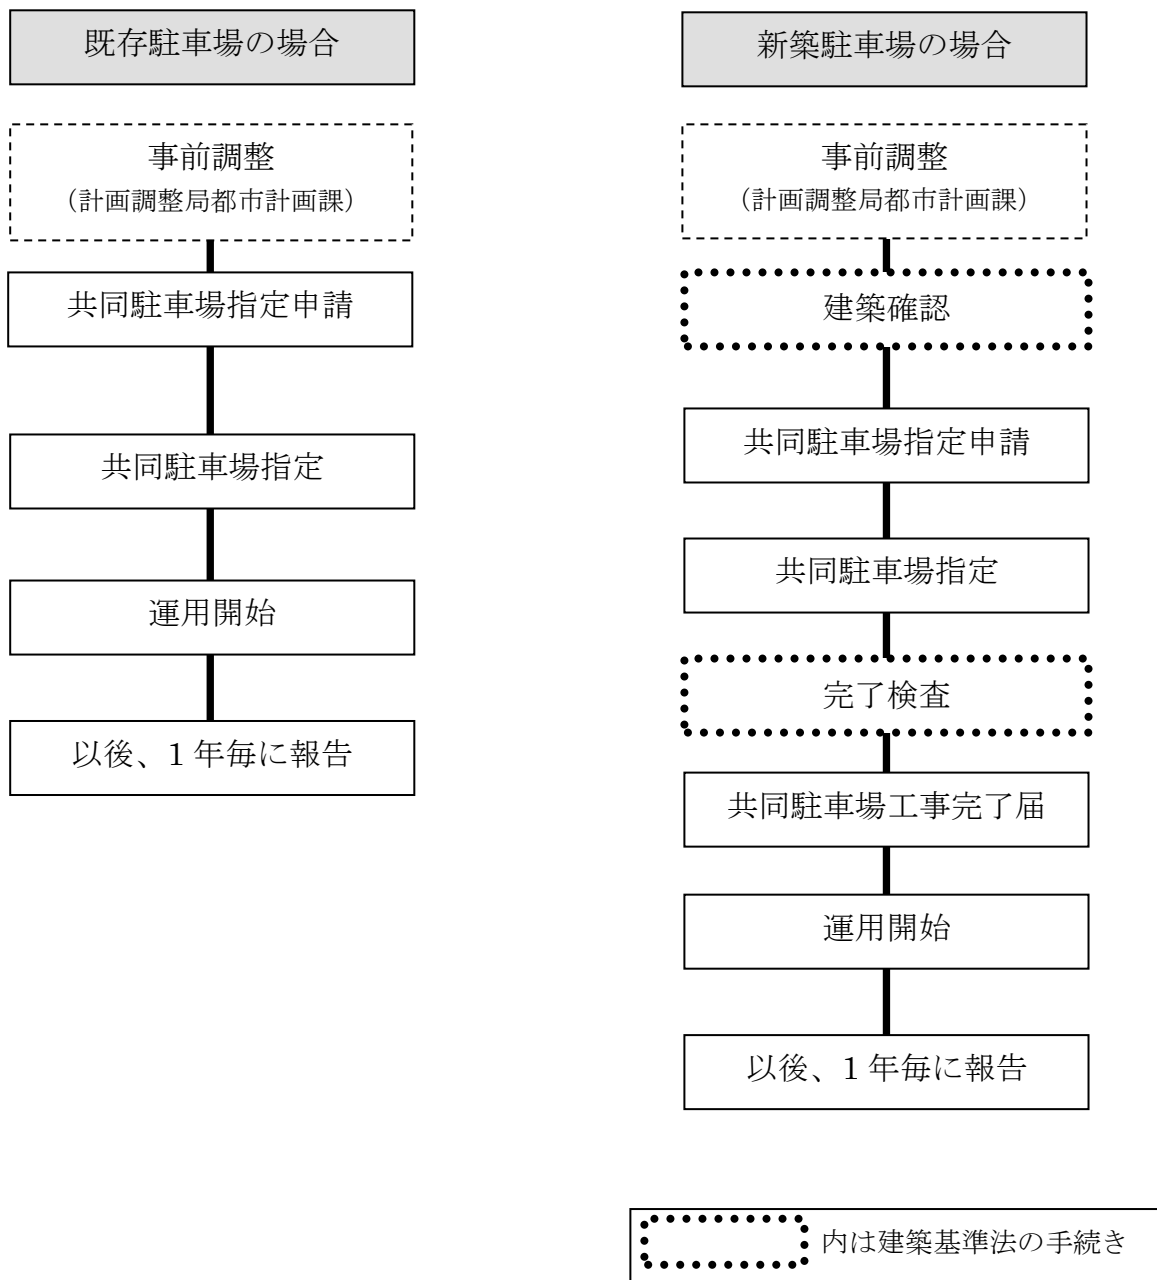 既存駐車場の場合
事前調整
（計画調整局都市計画課）
共同駐車場指定申請
共同駐車場指定
運用開始
以後、１年毎に報告
新築駐車場の場合
事前調整
（計画調整局都市計画課）
建築確認
共同駐車場指定申請
共同駐車場指定
完了検査
共同駐車場工事完了届
運用開始
以後、１年毎に報告
内は建築基準法の手続き